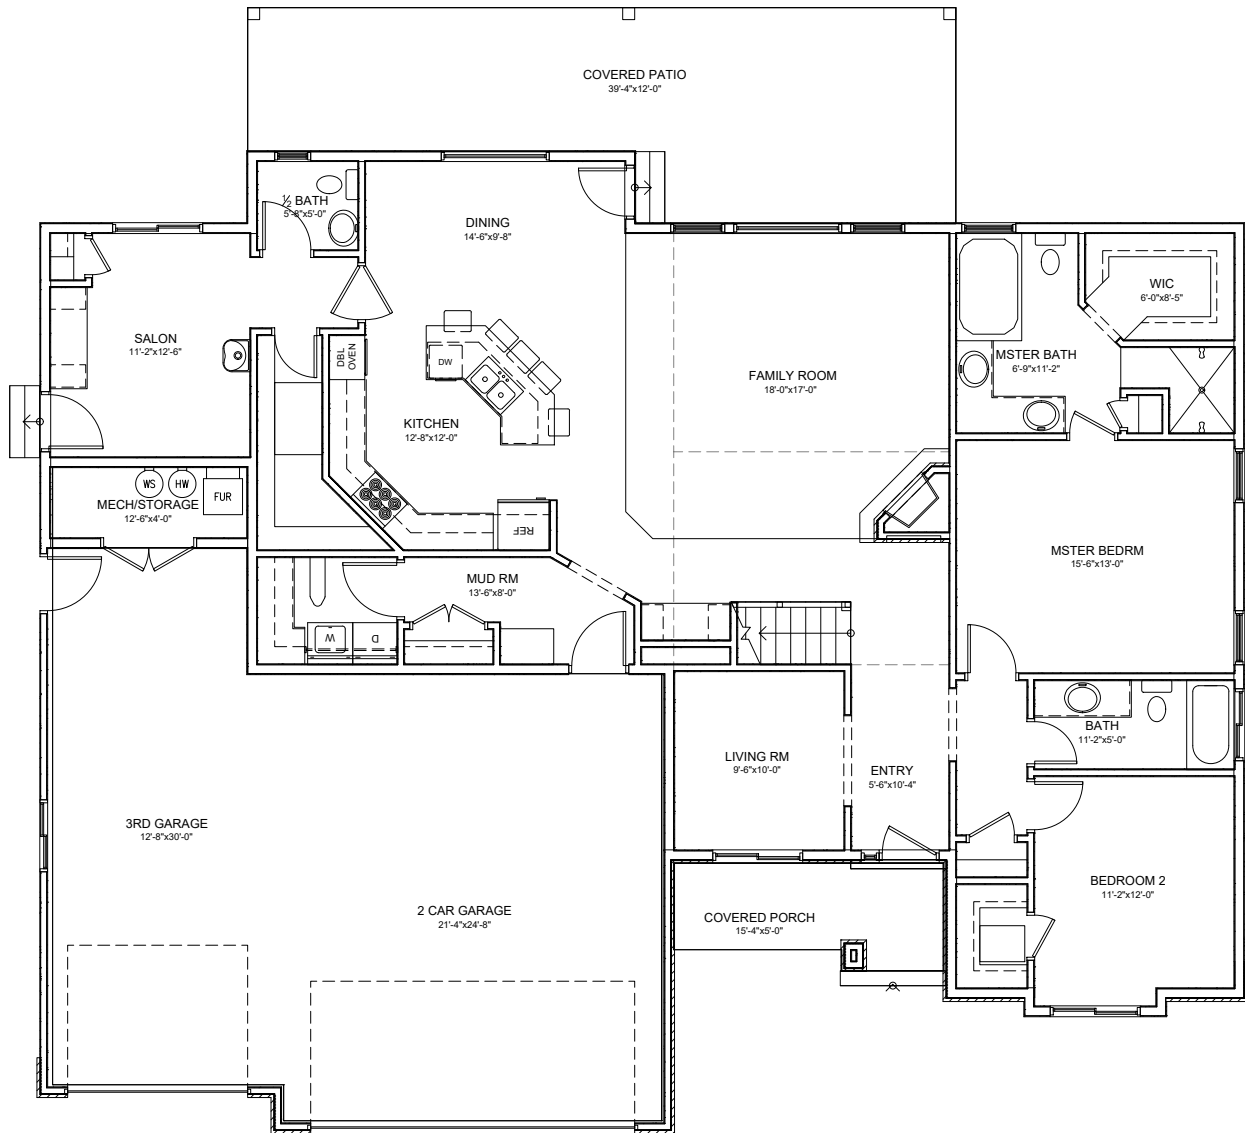 COVERED PATIO
39'-4"x12'-0"
½ BATH
5'-8"x5'-0"
DINING
14'-6"x9'-8"
WIC
6'-0"x8'-5"
SALON
11'-2"x12'-6"
DBL
OVEN
DW
MSTER BATH
6'-9"x11'-2"
FAMILY ROOM
18'-0"x17'-0"
KITCHEN
12'-8"x12'-0"
WS
HW
FUR
MECH/STORAGE
12'-6"x4'-0"
REF
MSTER BEDRM
15'-6"x13'-0"
MUD RM
13'-6"x8'-0"
W
D
BATH
11'-2"x5'-0"
LIVING RM
9'-6"x10'-0"
ENTRY
5'-6"x10'-4"
3RD GARAGE
12'-8"x30'-0"
BEDROOM 2
11'-2"x12'-0"
2 CAR GARAGE
21'-4"x24'-8"
COVERED PORCH
15'-4"x5'-0"